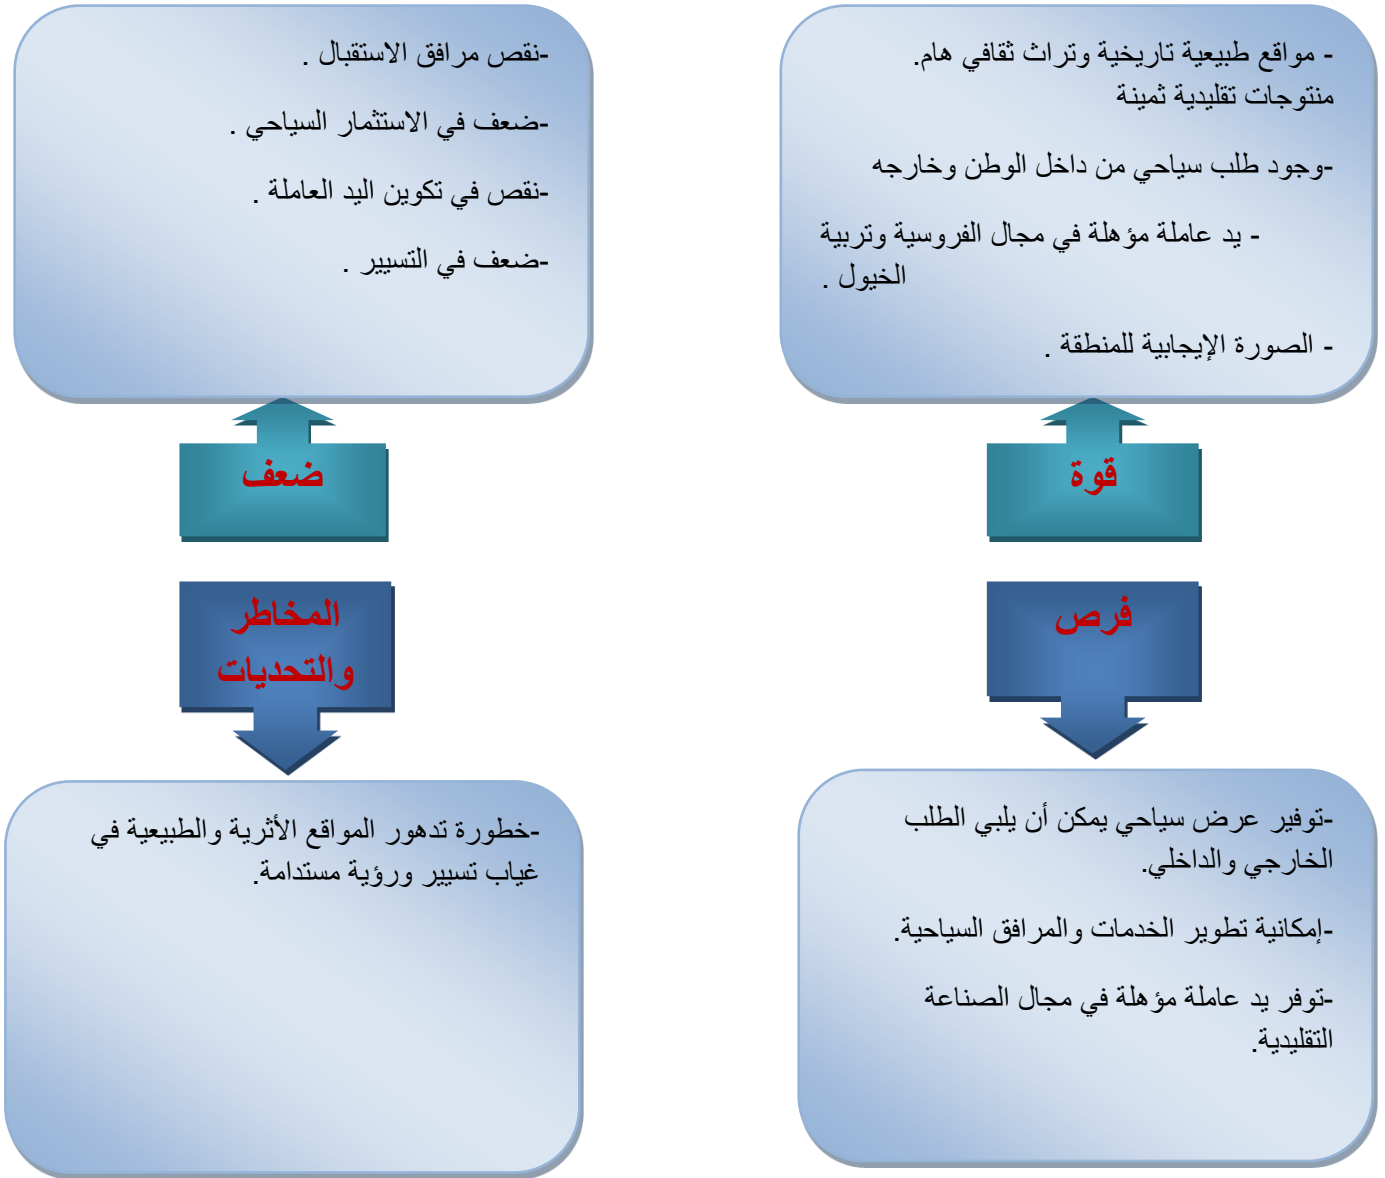 - مواقع طبيعية تاريخية وتراث ثقافي هام.
منتوجات تقليدية ثمينة
-وجود طلب سياحي من داخل الوطن وخارجه
- يد عاملة مؤهلة في مجال الفروسية وتربية
الخيول .
- الصورة الإيجابية للمنطقة .
-نقص مرافق الاستقبال .
-ضعف في الاستثمار السياحي .
-نقص في تكوين اليد العاملة .
-ضعف في التسيير .
قوة
ضعف
فرص
المخاطر
والتحديات
-توفير عرض سياحي يمكن أن يلبي الطلب
الخارجي والداخلي.
-إمكانية تطوير الخدمات والمرافق السياحية.
-توفر يد عاملة مؤهلة في مجال الصناعة
التقليدية.
-خطورة تدهور المواقع الأثرية والطبيعية في
غياب تسيير ورؤية مستدامة.